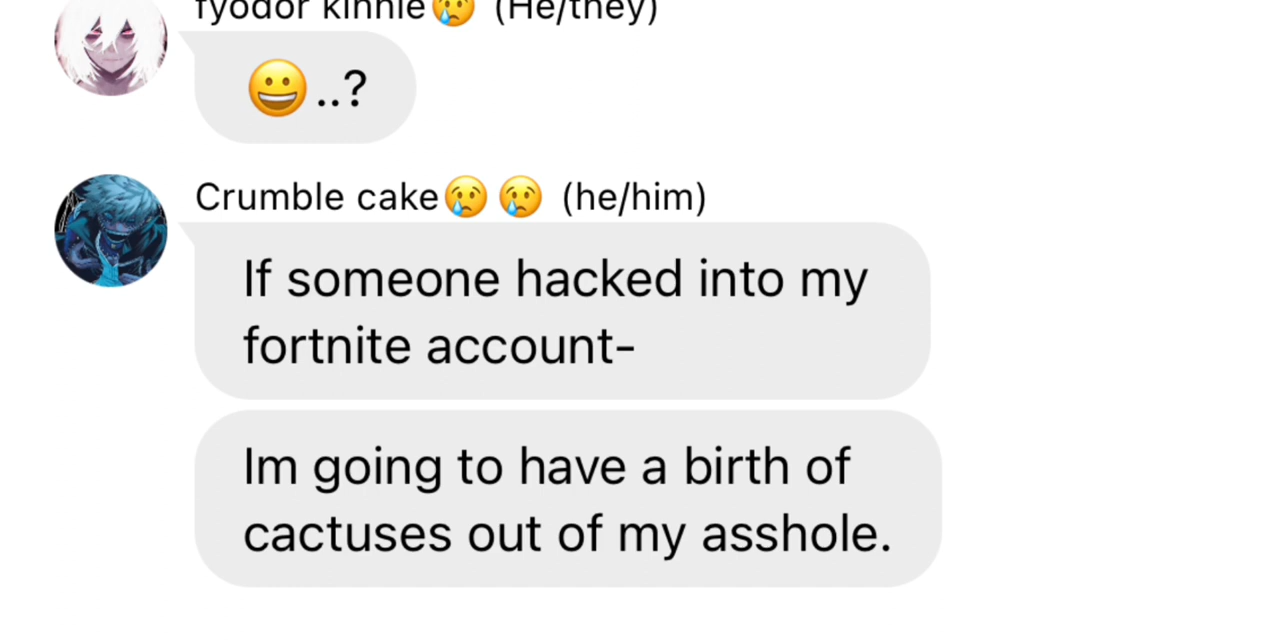 fyodor kinnie😢 (He/they)
😀..?
Crumble cake😢 😢 (he/him)
If someone hacked into my
fortnite account-
Im going to have a birth of
cactuses out of my asshole.